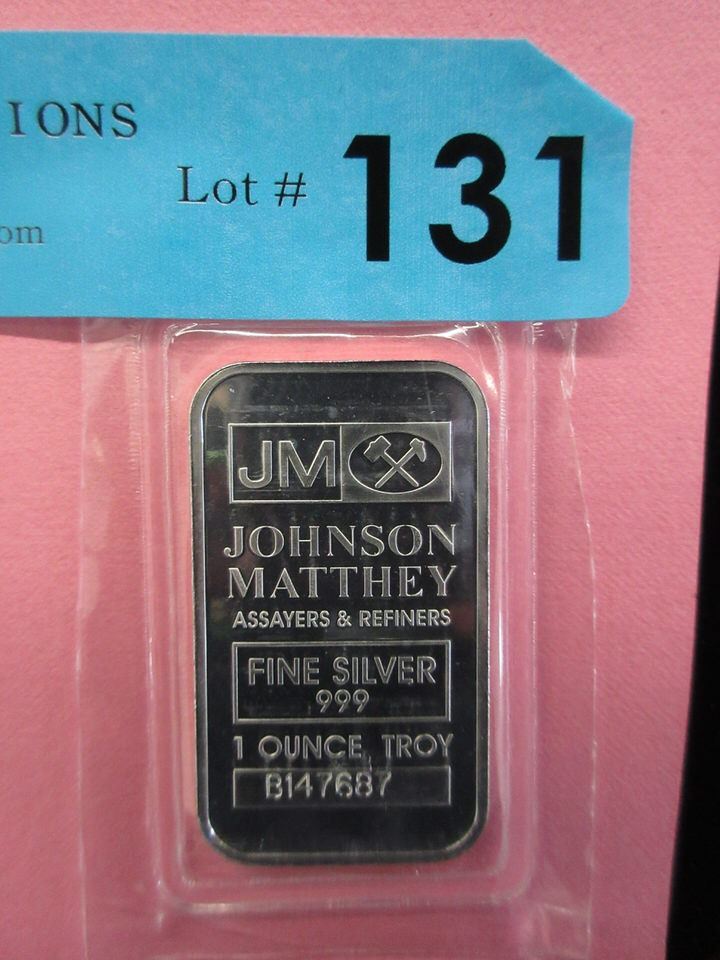 IONS
Lot # 131
om
JM
JOHNSON
MATTHEY
ASSAYERS & REFINERS
FINE SILVER
999
1 OUNCE TROY
B147687